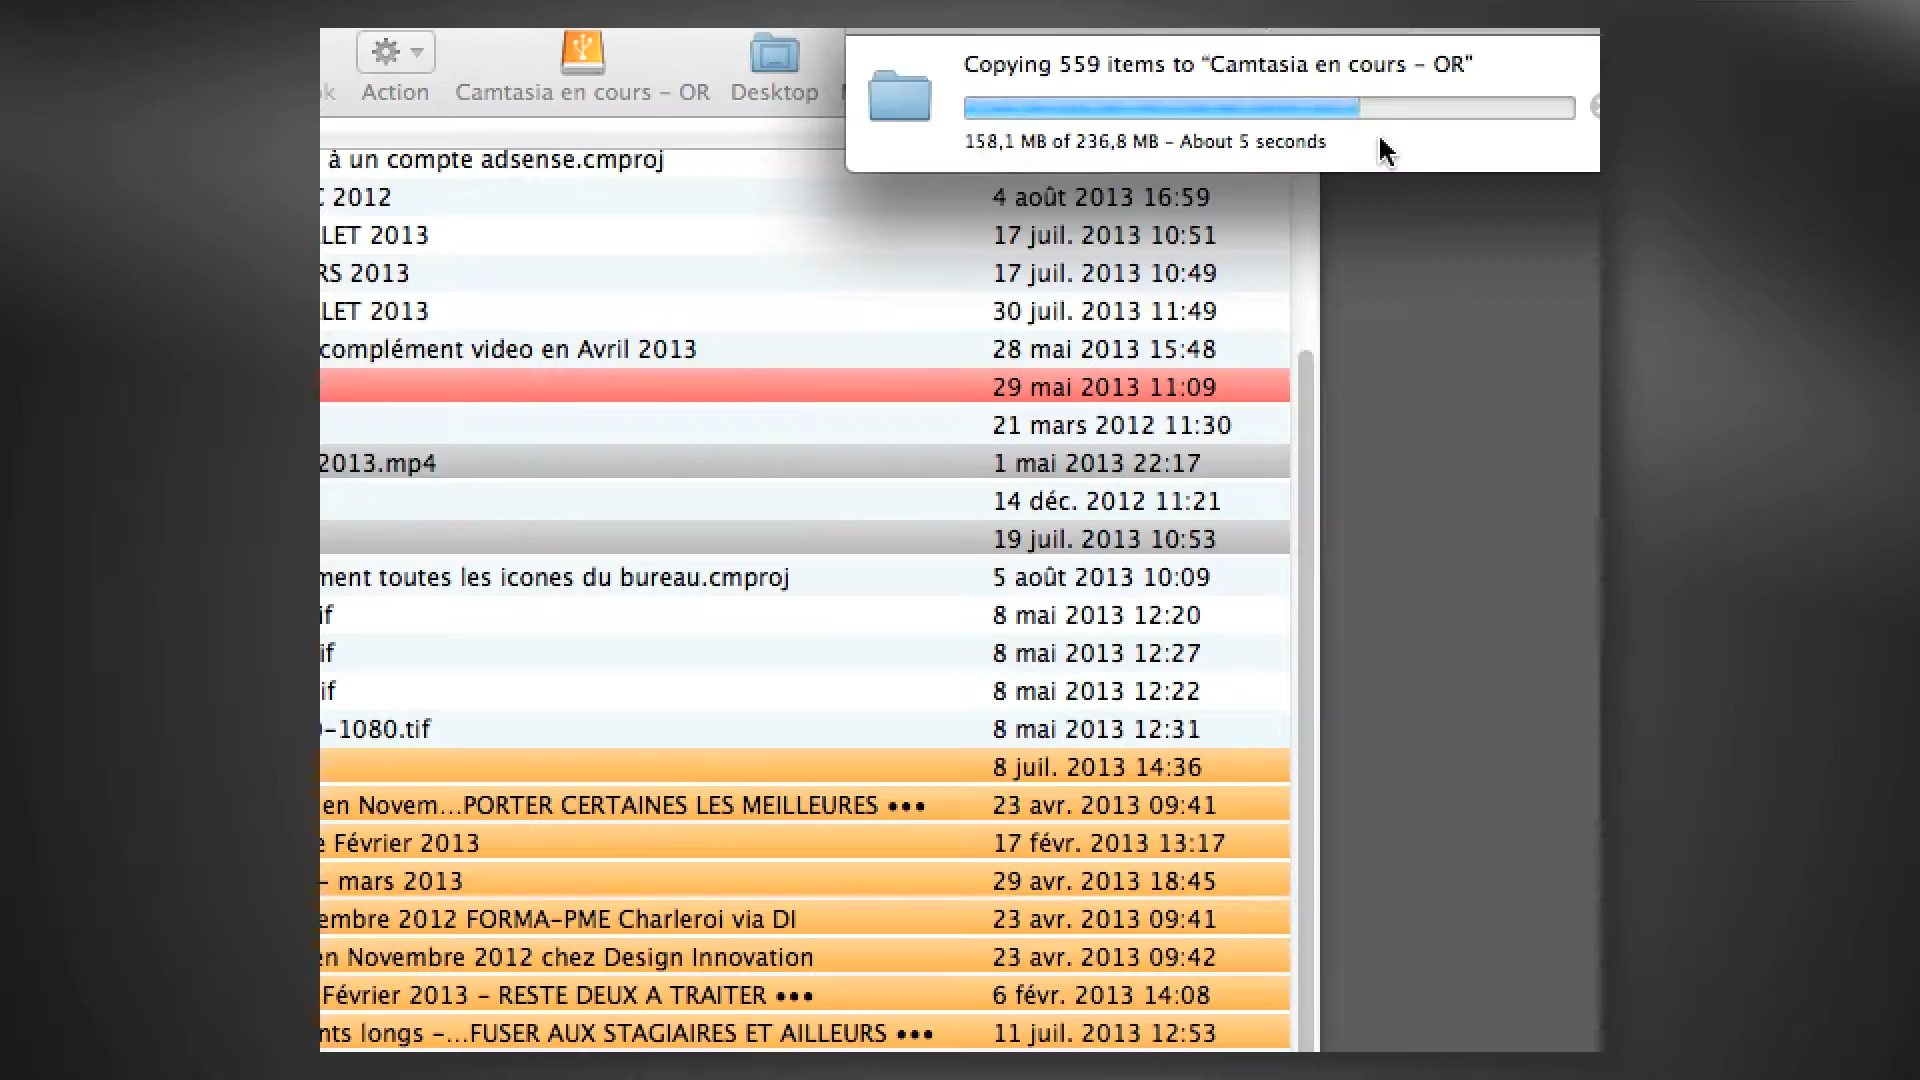 Copying 559 items to “Camtasia en cours – OR”
158,1 MB of 236,8 MB – About 5 seconds
Action Camtasia en cours – OR Desktop
à un compte adsense.cmproj
2012 4 août 2013 16:59
LET 2013 17 juil. 2013 10:51
RS 2013 17 juil. 2013 10:49
LET 2013 30 juil. 2013 11:49
complément video en Avril 2013 28 mai 2013 15:48
29 mai 2013 11:09
21 mars 2012 11:30
2013.mp4 1 mai 2013 22:17
14 déc. 2012 11:21
19 juil. 2013 10:53
ment toutes les icones du bureau.cmproj 5 août 2013 10:09
if 8 mai 2013 12:20
if 8 mai 2013 12:27
if 8 mai 2013 12:22
-1080.tif 8 mai 2013 12:31
8 juil. 2013 14:36
en Novem...PORTER CERTAINES LES MEILLEURES ••• 23 avr. 2013 09:41
e Février 2013 17 févr. 2013 13:17
– mars 2013 29 avr. 2013 18:45
embre 2012 FORMA-PME Charleroi via DI 23 avr. 2013 09:41
en Novembre 2012 chez Design Innovation 23 avr. 2013 09:42
Février 2013 – RESTE DEUX A TRAITER ••• 6 févr. 2013 14:08
nts longs –...FUSER AUX STAGIAIRES ET AILLEURS ••• 11 juil. 2013 12:53